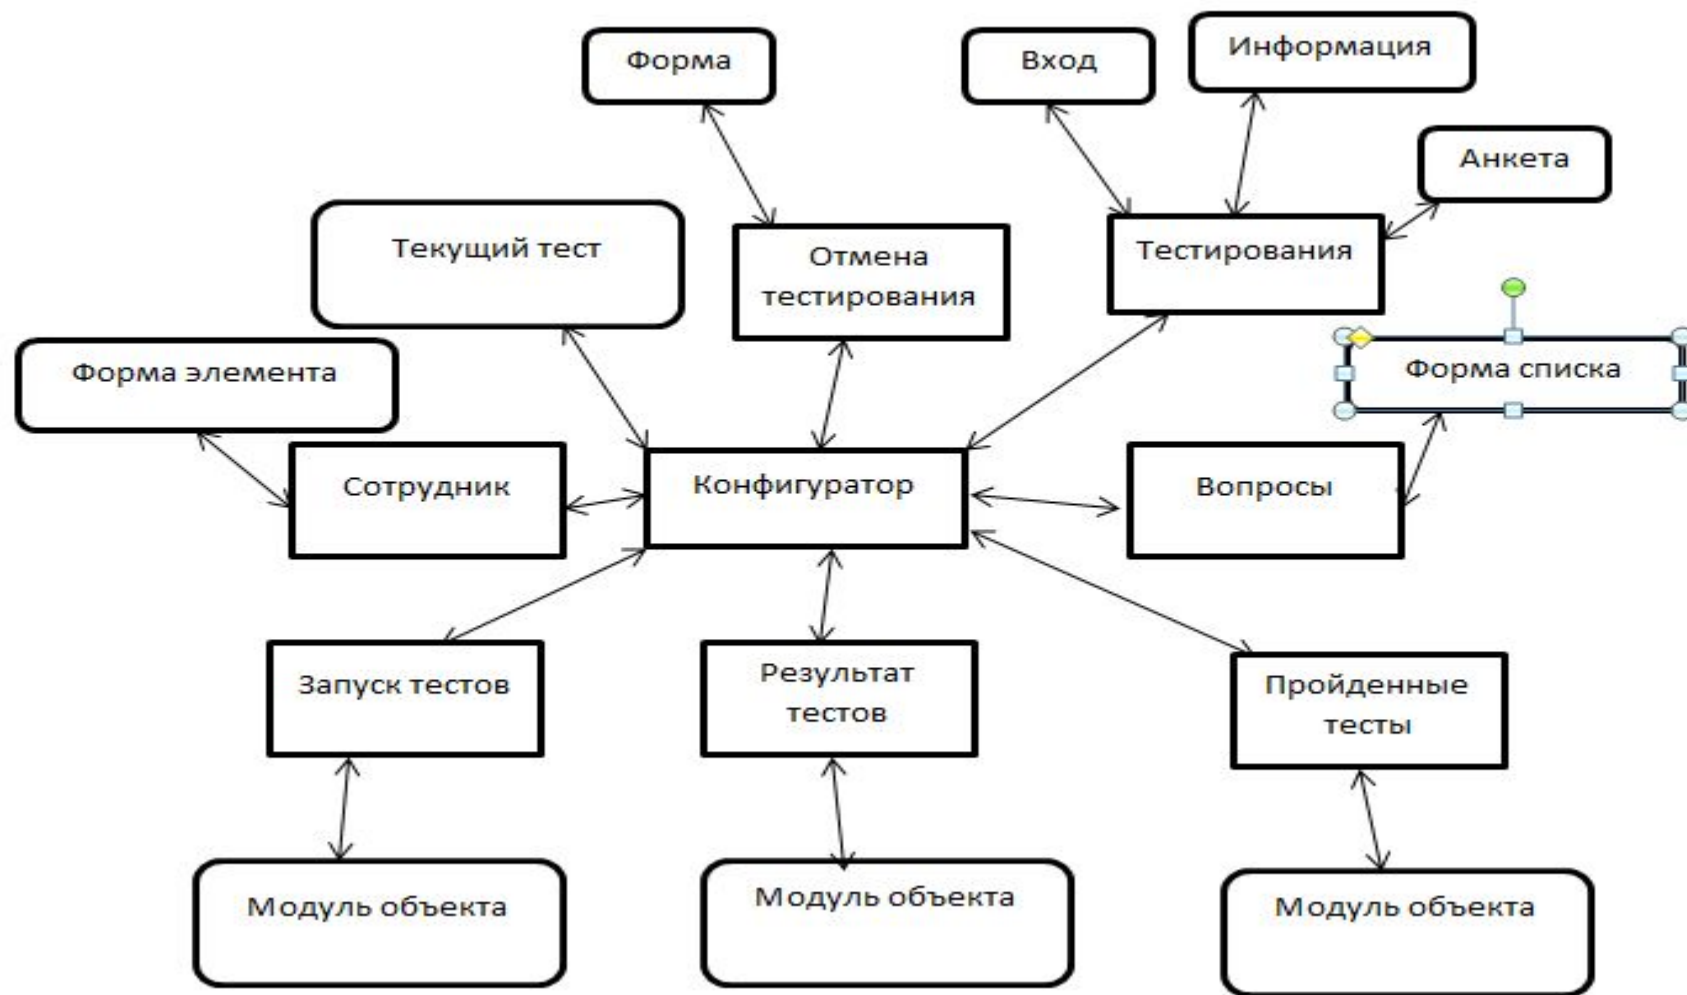 Форма
Вход
Информация
Анкета
Текущий тест
Отмена
тестирования
Тестирования
Форма элемента
Форма списка
Сотрудник
Конфигуратор
Вопросы
Запуск тестов
Результат
тестов
Пройденные
тесты
Модуль объекта
Модуль объекта
Модуль объекта